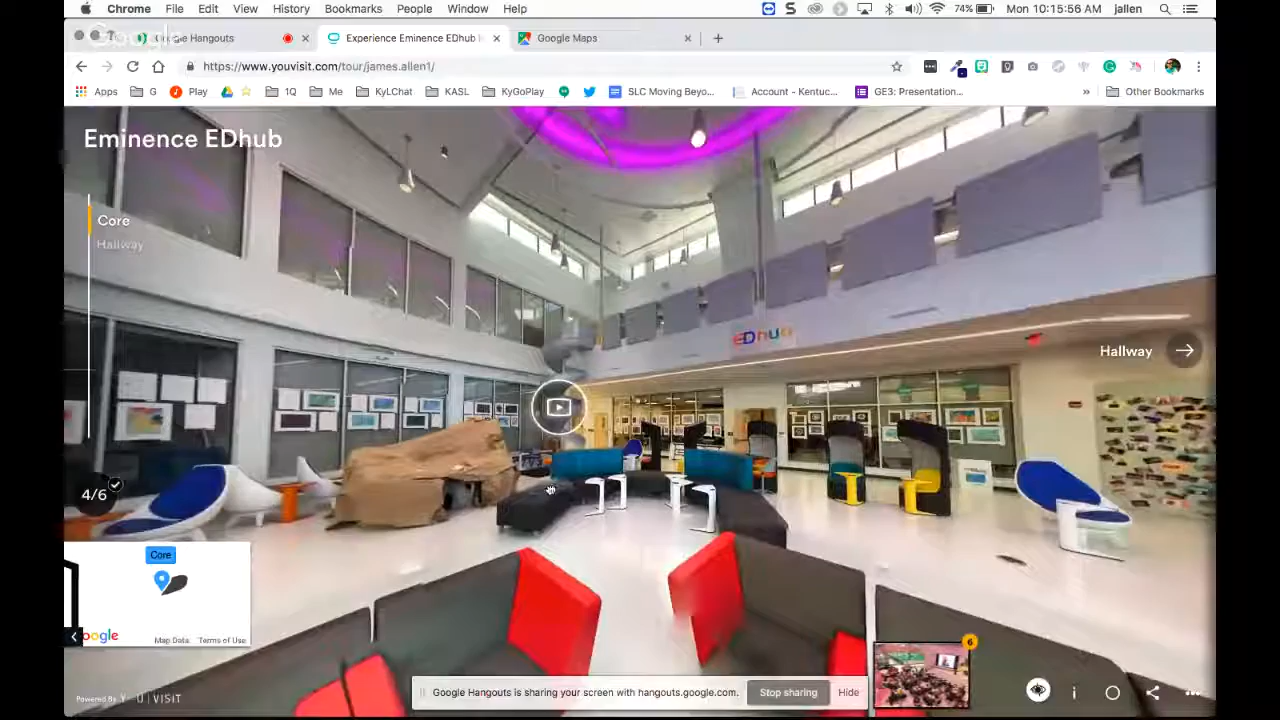 Chrome File Edit View History Bookmarks People Window Help 74% Mon 10:15:56 AM jallen
Google
Google Hangouts Experience Eminence EDhub Google Maps
https://www.youvisit.com/tour/james.allen1/
Apps G Play 1Q Me KyLChat KASL KyGoPlay SLC Moving Beyo... Account - Kentuc... GE3: Presentation... » Other Bookmarks
Eminence EDhub
Core
Hallway
EDhub
Hallway
4/6
Core
Map Data Terms of Use
6
Google Hangouts is sharing your screen with hangouts.google.com. Stop sharing Hide
Powered By YOUVISIT